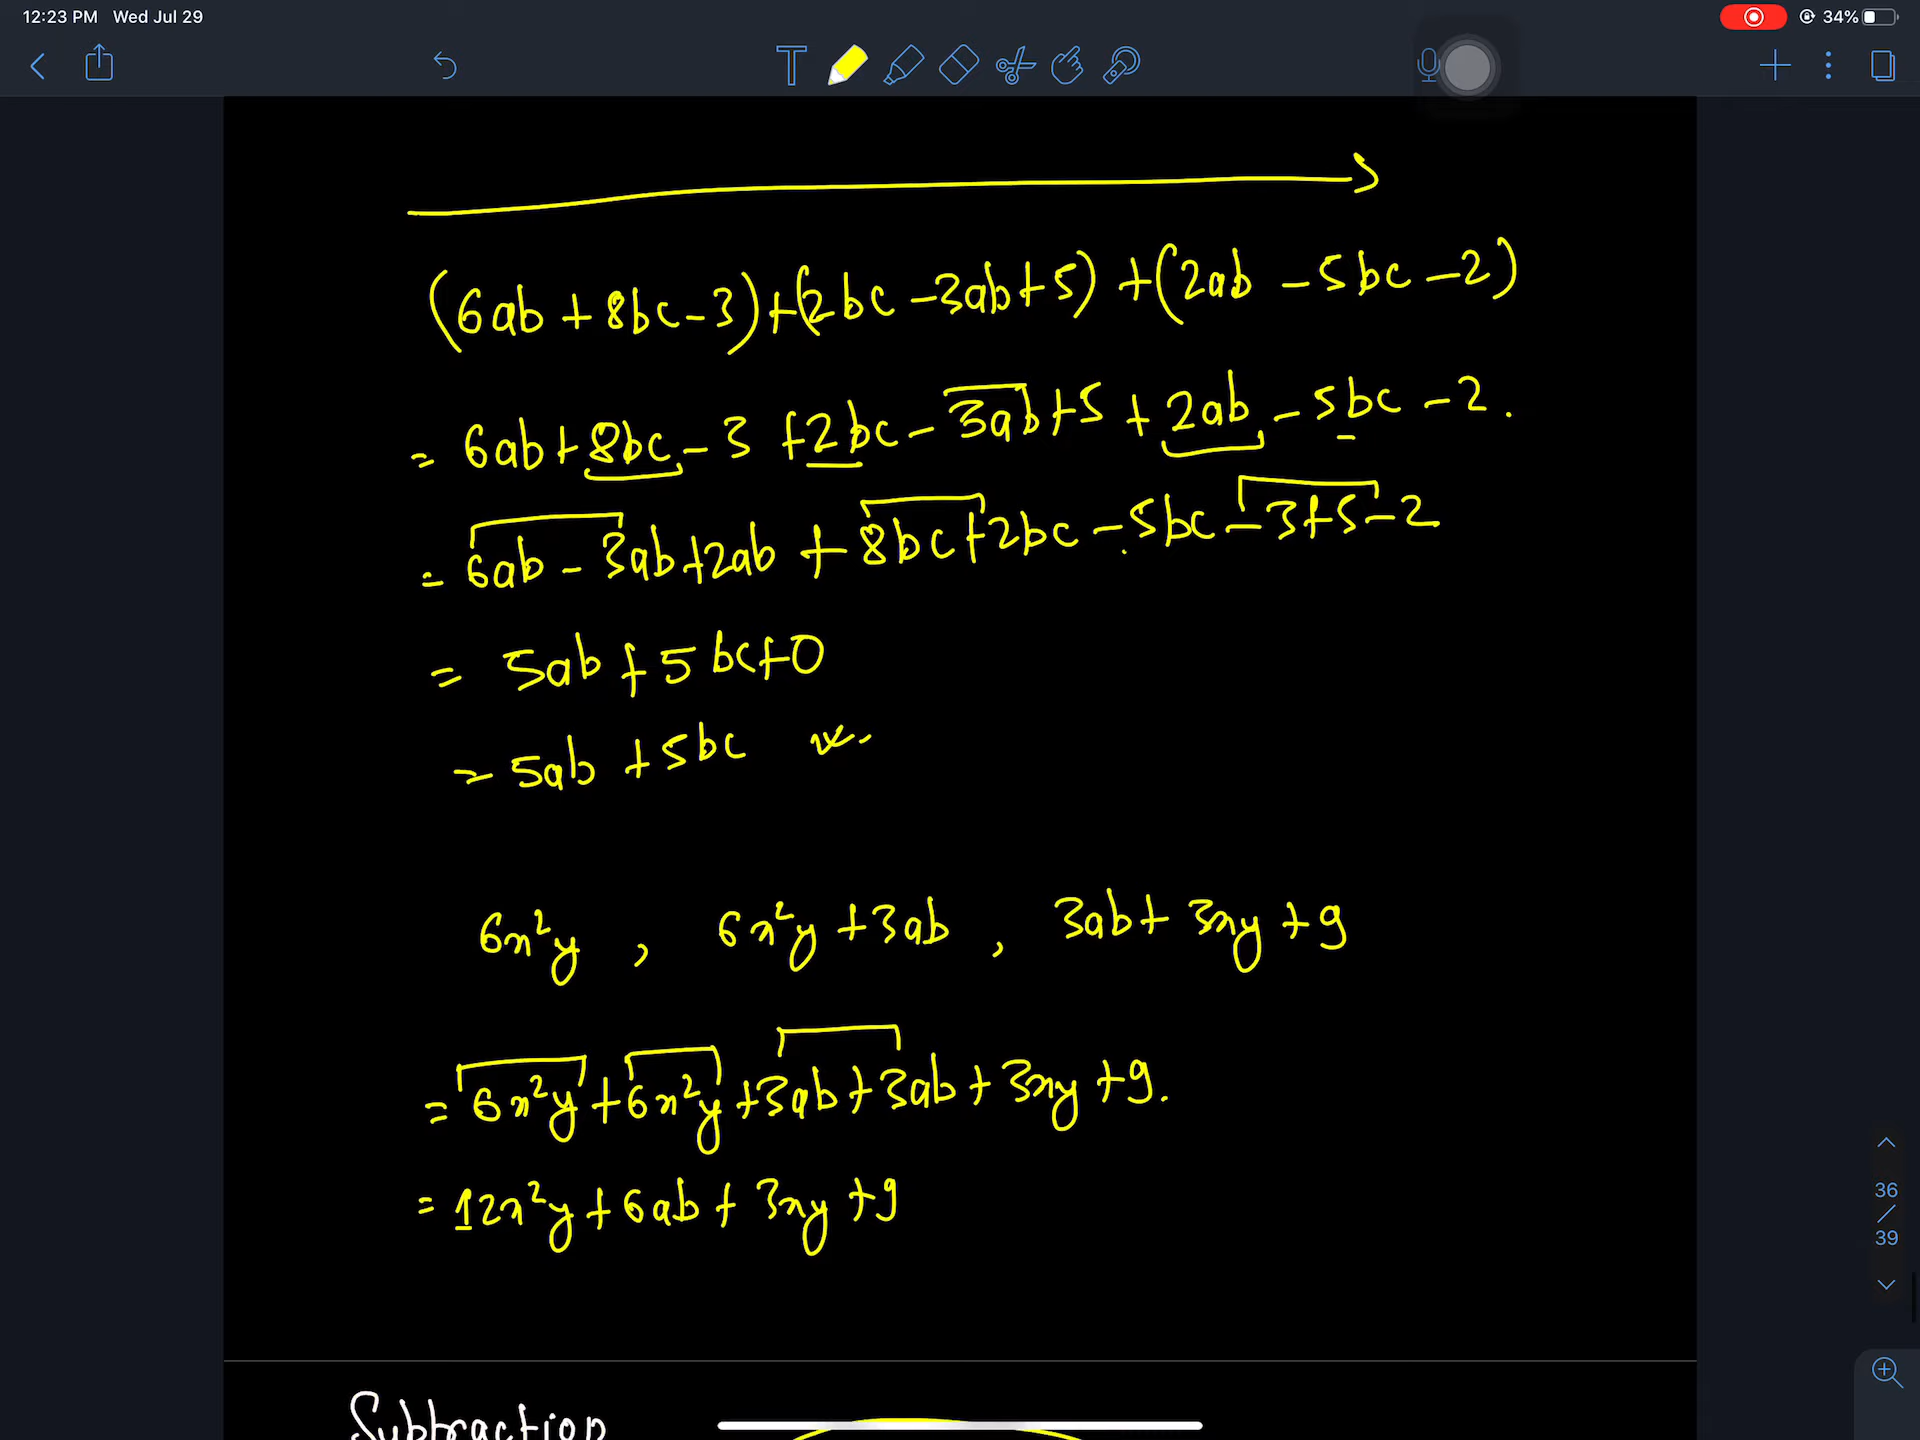 12:23 PM Wed Jul 29
34%
(6ab + 8bc - 3) + (2bc - 3ab + 5) + (2ab - 5bc - 2)
= 6ab + 8bc - 3 + 2bc - 3ab + 5 + 2ab - 5bc - 2.
= 6ab - 3ab + 2ab + 8bc + 2bc - 5bc - 3 + 5 - 2
= 5ab + 5bc + 0
= 5ab + 5bc
6x²y , 6x²y + 3ab , 3ab + 3xy + 9
= 6x²y + 6x²y + 3ab + 3ab + 3xy + 9.
= 12x²y + 6ab + 3xy + 9
36
/
39
Subtraction